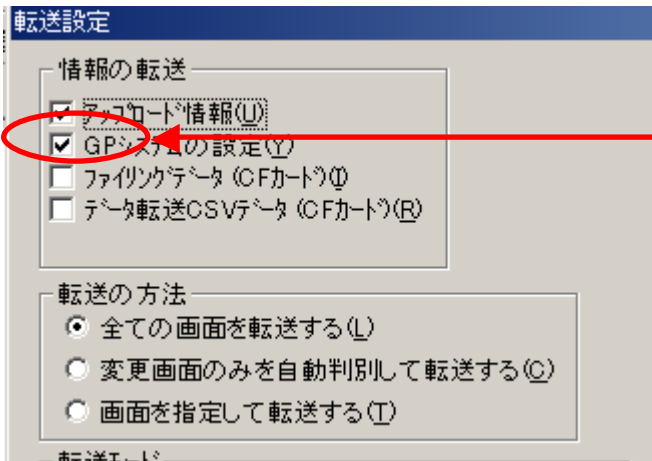 転送設定
情報の転送
アップロード情報(U)
GPシステムの設定(Y)
ファイリングデータ (CFカード)(I)
データ転送CSVデータ (CFカード)(R)
転送の方法
全ての画面を転送する(L)
変更画面のみを自動判別して転送する(C)
画面を指定して転送する(T)
転送モード